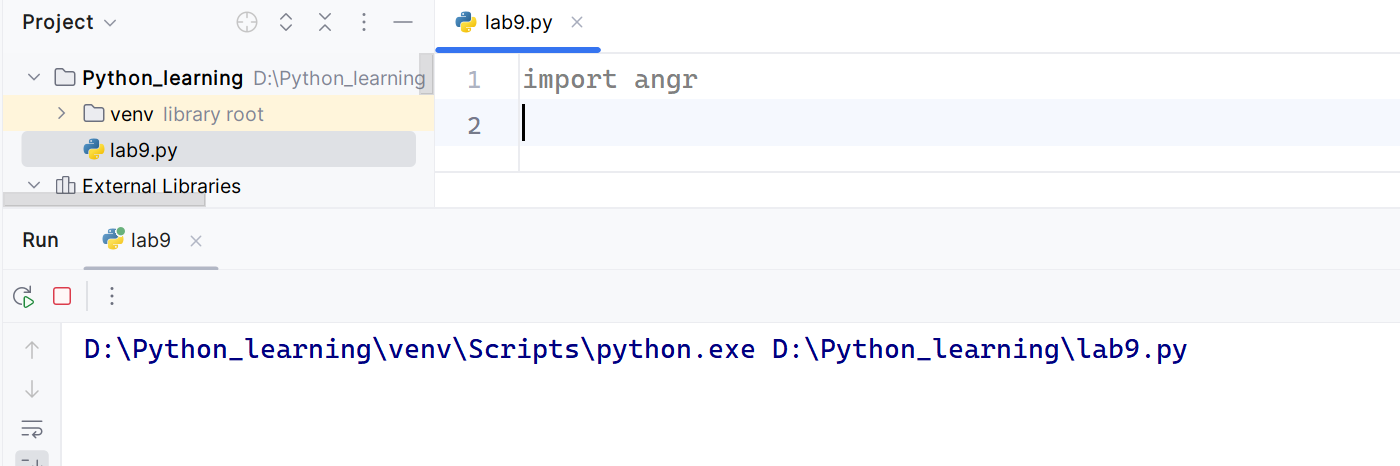 Project
lab9.py
Python_learning D:\Python_learning
1 import angr
venv library root
2
lab9.py
External Libraries
Run lab9
D:\Python_learning\venv\Scripts\python.exe D:\Python_learning\lab9.py